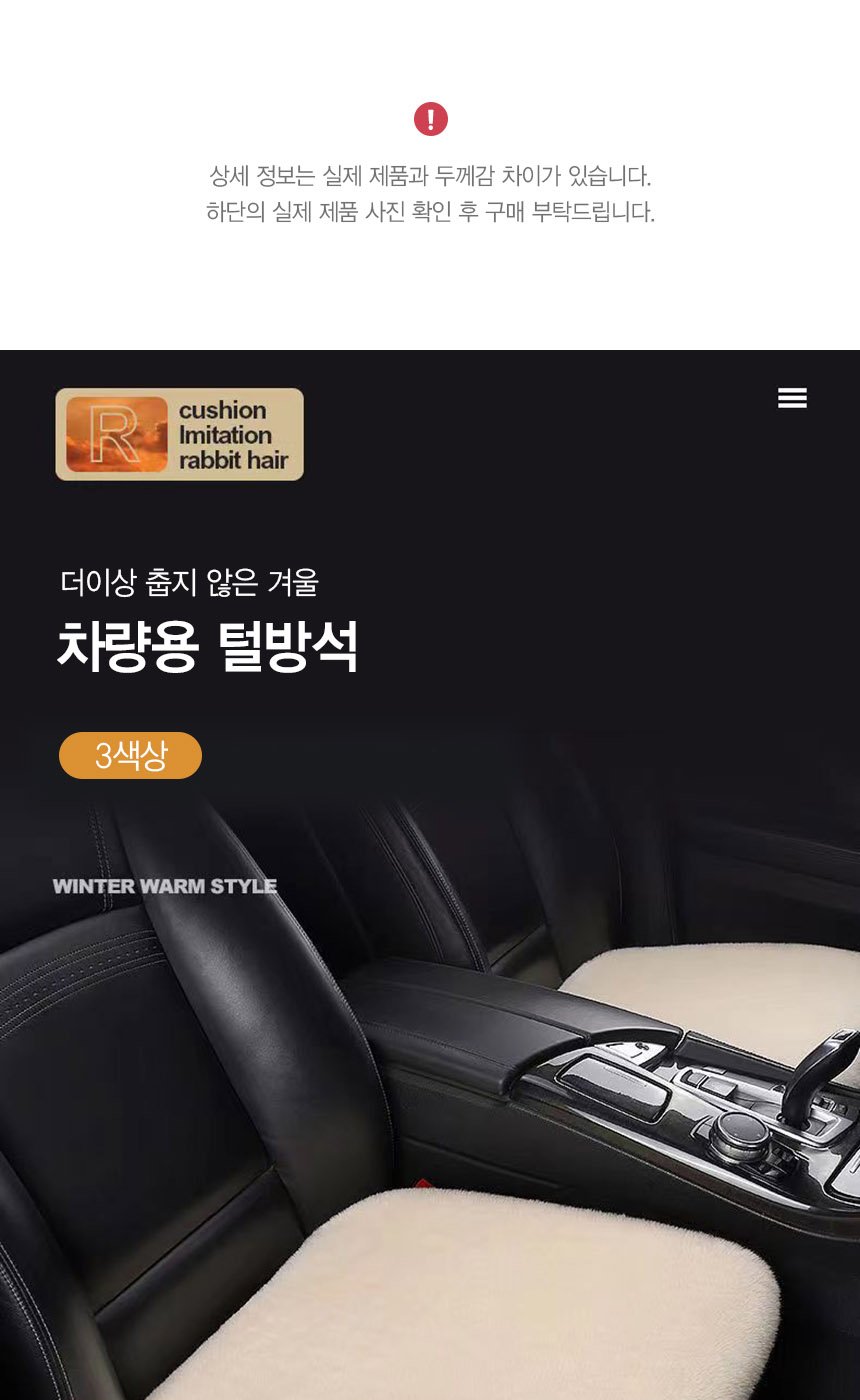 상세 정보는 실제 제품과 두께감 차이가 있습니다.
하단의 실제 제품 사진 확인 후 구매 부탁드립니다.
R
cushion
Imitation
rabbit hair
더이상 춥지 않은 겨울
차량용 털방석
3색상
WINTER WARM STYLE